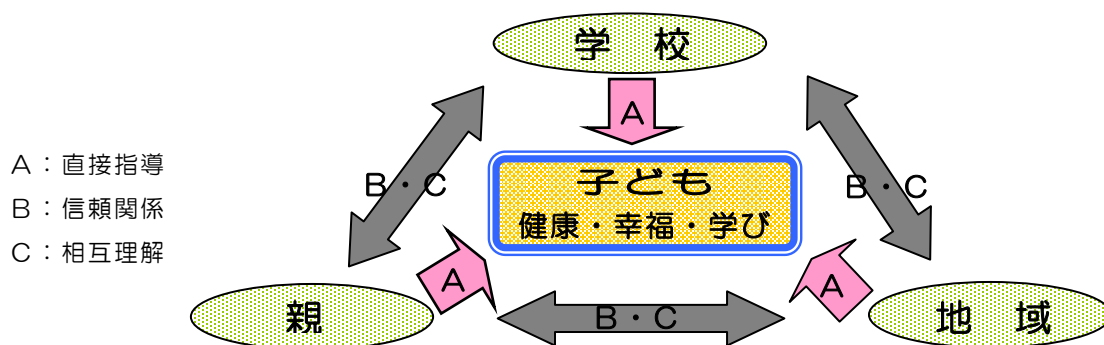 学　校
A
A：直接指導
B・C
子ども
B・C
B：信頼関係
健康・幸福・学び
C：相互理解
A
A
親
B・C
地　域